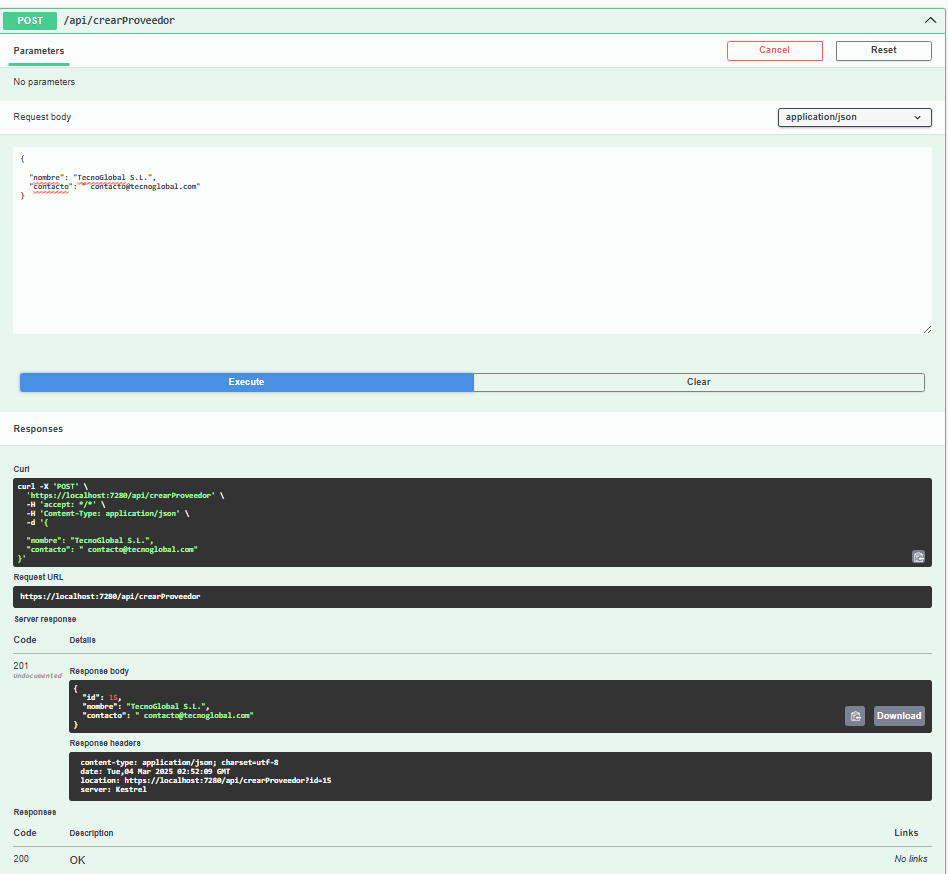 POST /api/crearProveedor
Parameters
Cancel
Reset
No parameters
Request body
application/json
{
"nombre": "TecnoGlobal S.L.",
"contacto": " contacto@tecnoglobal.com"
}
Execute
Clear
Responses
Curl
curl -X 'POST' \
'https://localhost:7280/api/crearProveedor' \
-H 'accept: */*' \
-H 'Content-Type: application/json' \
-d '{
"nombre": "TecnoGlobal S.L.",
"contacto": " contacto@tecnoglobal.com"
}'
Request URL
https://localhost:7280/api/crearProveedor
Server response
Code Details
201
Undocumented
Response body
{
"id": 15,
"nombre": "TecnoGlobal S.L.",
"contacto": " contacto@tecnoglobal.com"
}
Download
Response headers
content-type: application/json; charset=utf-8
date: Tue,04 Mar 2025 02:52:09 GMT
location: https://localhost:7280/api/crearProveedor?id=15
server: Kestrel
Responses
Code Description Links
200 OK No links